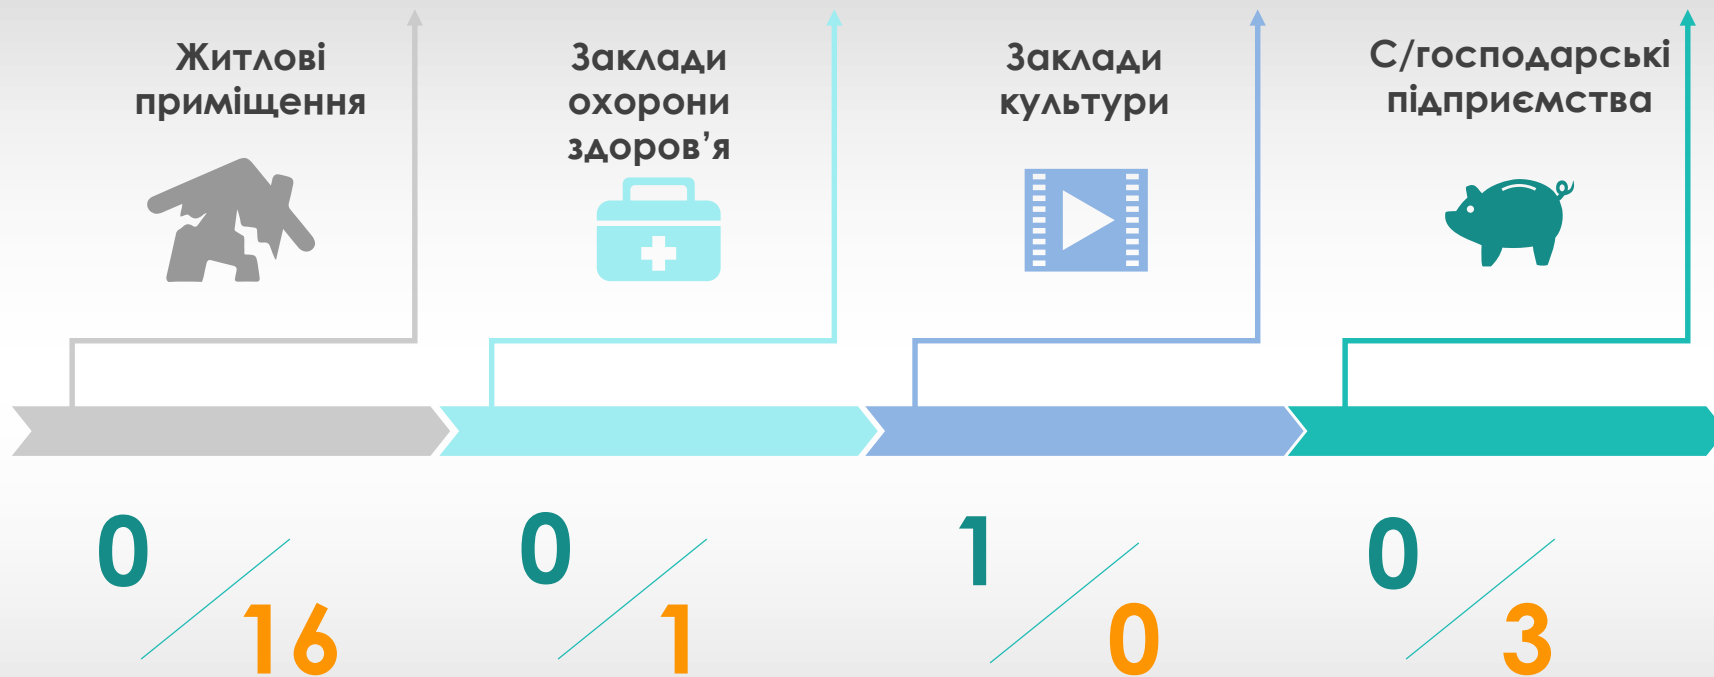 Житлові
приміщення
Заклади
охорони
здоров’я
Заклади
культури
С/господарські
підприємства
0
16
0
1
1
0
0
3